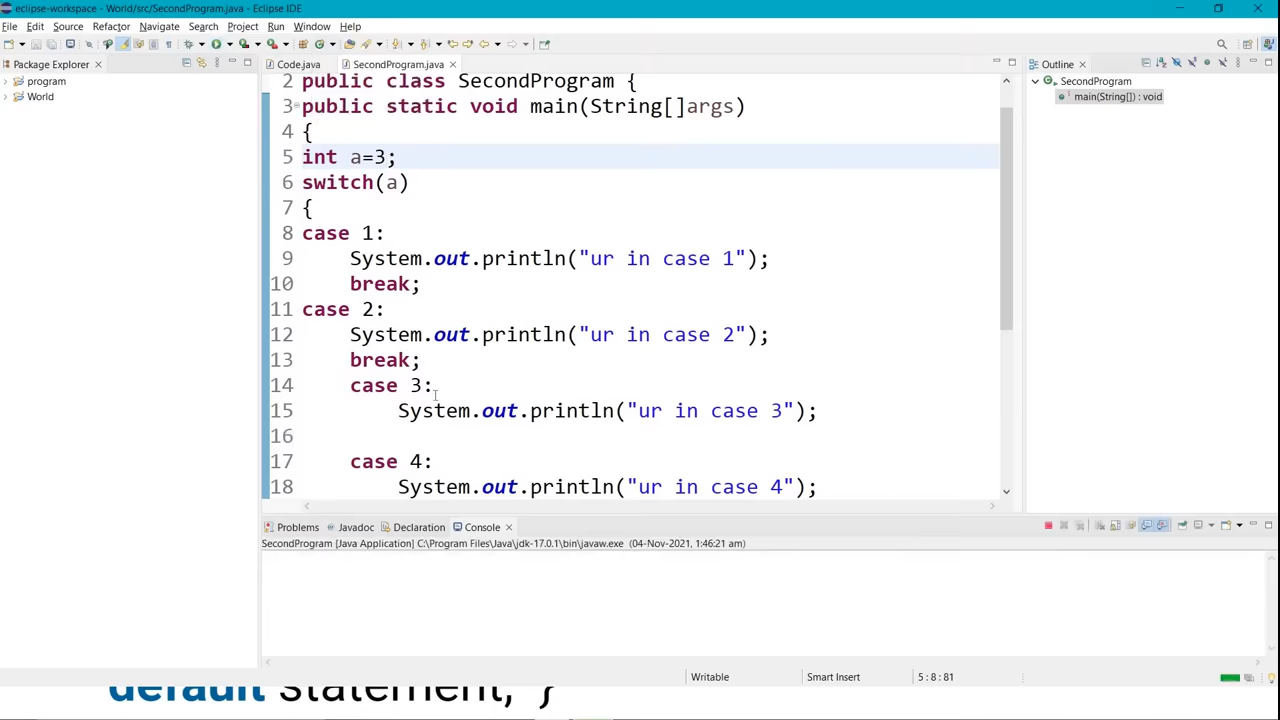 eclipse-workspace - World/src/SecondProgram.java - Eclipse IDE
File Edit Source Refactor Navigate Search Project Run Window Help
Package Explorer
program
World
Code.java
SecondProgram.java
2 public class SecondProgram {
3 public static void main(String[]args)
4 {
5 int a=3;
6 switch(a)
7 {
8 case 1:
9 System.out.println("ur in case 1");
10 break;
11 case 2:
12 System.out.println("ur in case 2");
13 break;
14 case 3:
15 System.out.println("ur in case 3");
16
17 case 4:
18 System.out.println("ur in case 4");
Outline
SecondProgram
main(String[]) : void
Problems Javadoc Declaration Console
SecondProgram [Java Application] C:\Program Files\Java\jdk-17.0.1\bin\javaw.exe (04-Nov-2021, 1:46:21 am)
Writable Smart Insert 5 : 8 : 81
default statement; }